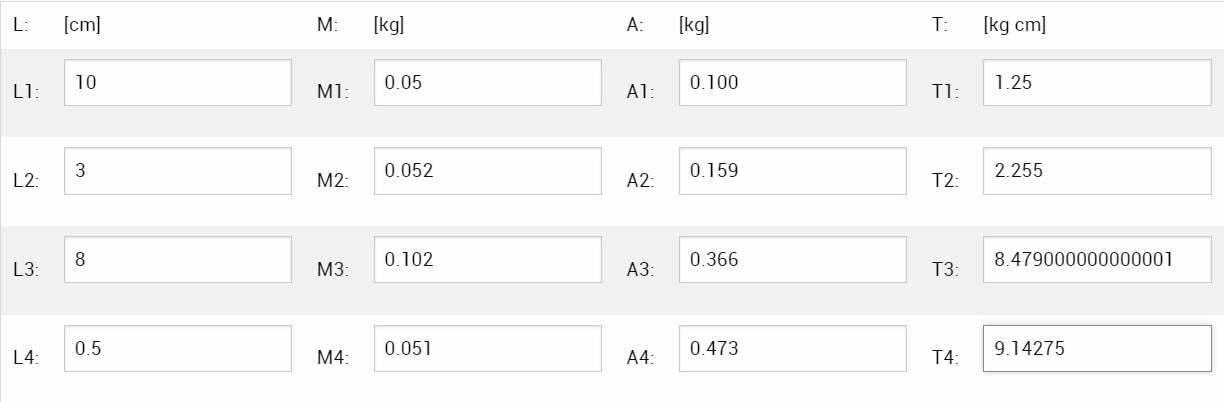 L: [cm] M: [kg] A: [kg] T: [kg cm]
L1: 10 M1: 0.05 A1: 0.100 T1: 1.25
L2: 3 M2: 0.052 A2: 0.159 T2: 2.255
L3: 8 M3: 0.102 A3: 0.366 T3: 8.479000000000001
L4: 0.5 M4: 0.051 A4: 0.473 T4: 9.14275